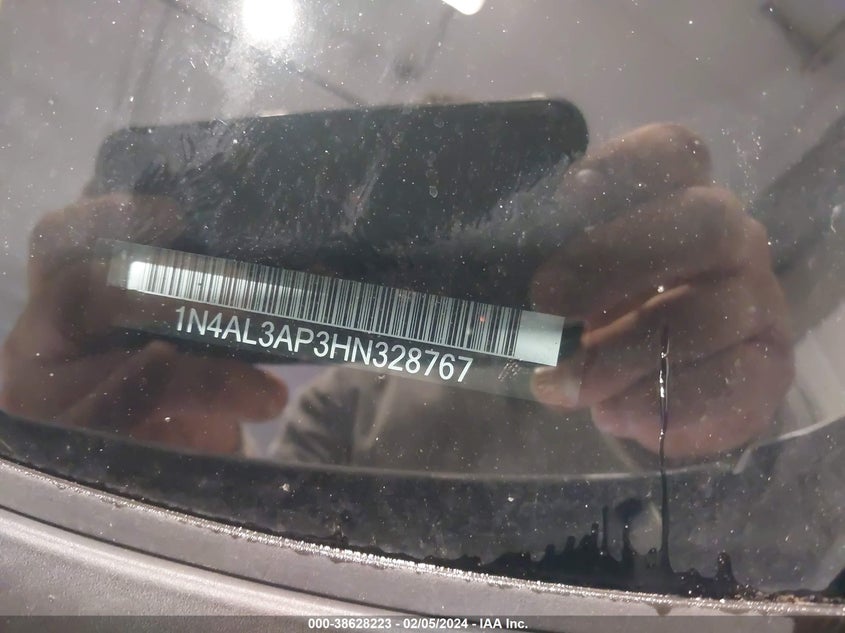 1N4AL3AP3HN328767
000-38628223 - 02/05/2024 - IAA Inc.